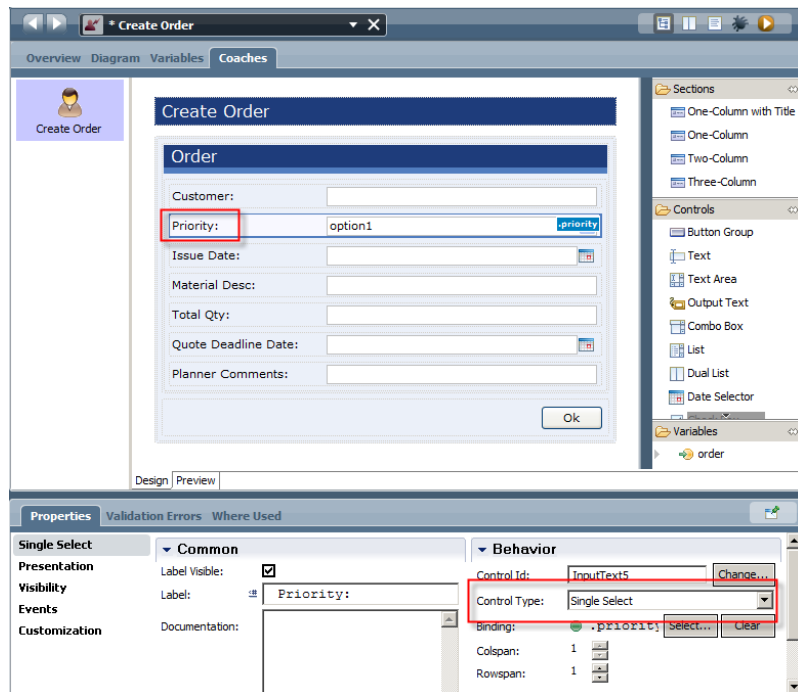 * Create Order
Overview Diagram Variables Coaches
Create Order
Create Order
Order
Customer:
Priority: option1 .priority
Issue Date:
Material Desc:
Total Qty:
Quote Deadline Date:
Planner Comments:
Ok
Design Preview
Sections
One-Column with Title
One-Column
Two-Column
Three-Column
Controls
Button Group
Text
Text Area
Output Text
Combo Box
List
Dual List
Date Selector
Variables
order
Properties Validation Errors Where Used
Single Select
Presentation
Visibility
Events
Customization
Common
Label Visible:
Label: Priority:
Documentation:
Behavior
Control Id: InputText5 Change...
Control Type: Single Select
Binding: .priority Select... Clear
Colspan: 1
Rowspan: 1